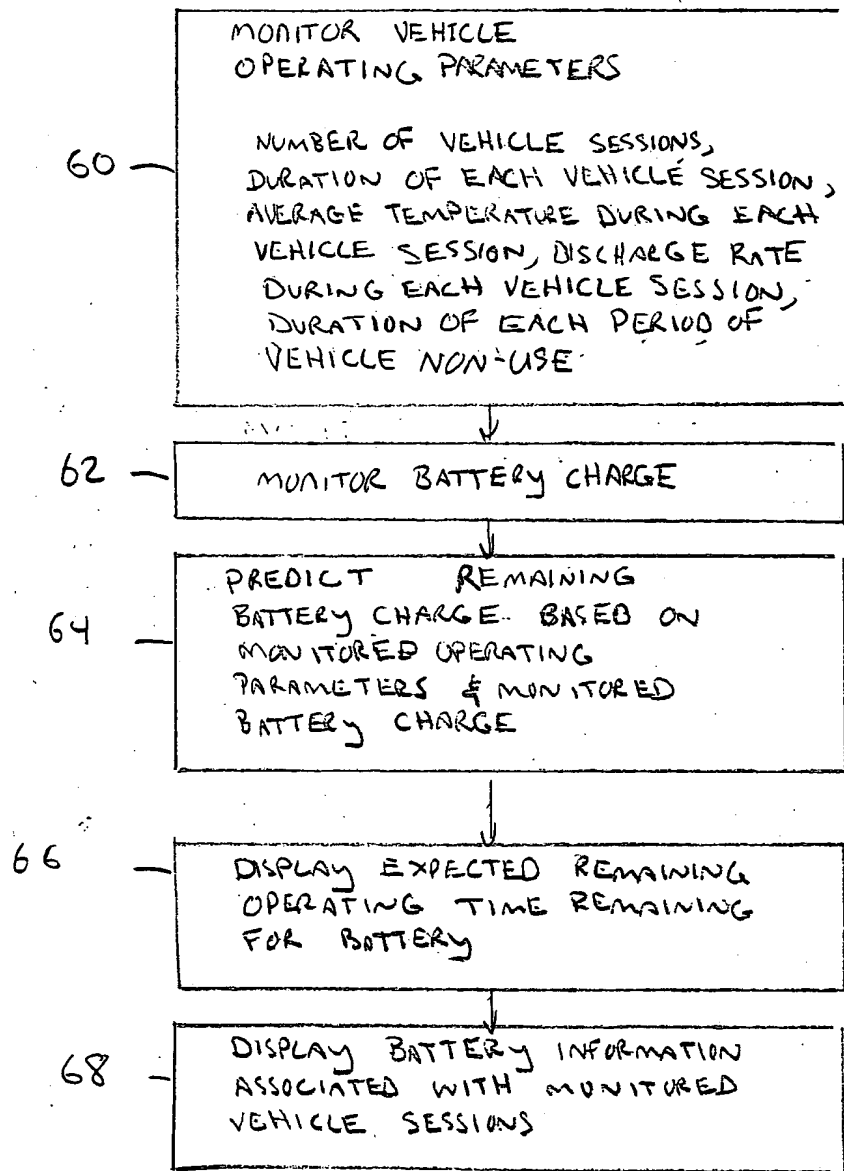 MONITOR VEHICLE
OPERATING PARAMETERS
60
NUMBER OF VEHICLE SESSIONS,
DURATION OF EACH VEHICLE SESSION,
AVERAGE TEMPERATURE DURING EACH
VEHICLE SESSION, DISCHARGE RATE
DURING EACH VEHICLE SESSION,
DURATION OF EACH PERIOD OF
VEHICLE NON-USE
62
MONITOR BATTERY CHARGE
64
PREDICT REMAINING
BATTERY CHARGE BASED ON
MONITORED OPERATING
PARAMETERS & MONITORED
BATTERY CHARGE
66
DISPLAY EXPECTED REMAINING
OPERATING TIME REMAINING
FOR BATTERY
68
DISPLAY BATTERY INFORMATION
ASSOCIATED WITH MONITORED
VEHICLE SESSIONS